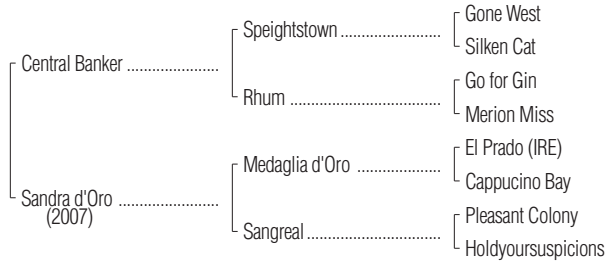 Gone West
Speightstown
Silken Cat
Central Banker
Go for Gin
Rhum
Merion Miss
El Prado (IRE)
Medaglia d'Oro
Cappucino Bay
Sandra d'Oro
(2007)
Pleasant Colony
Sangreal
Holdyoursuspicions